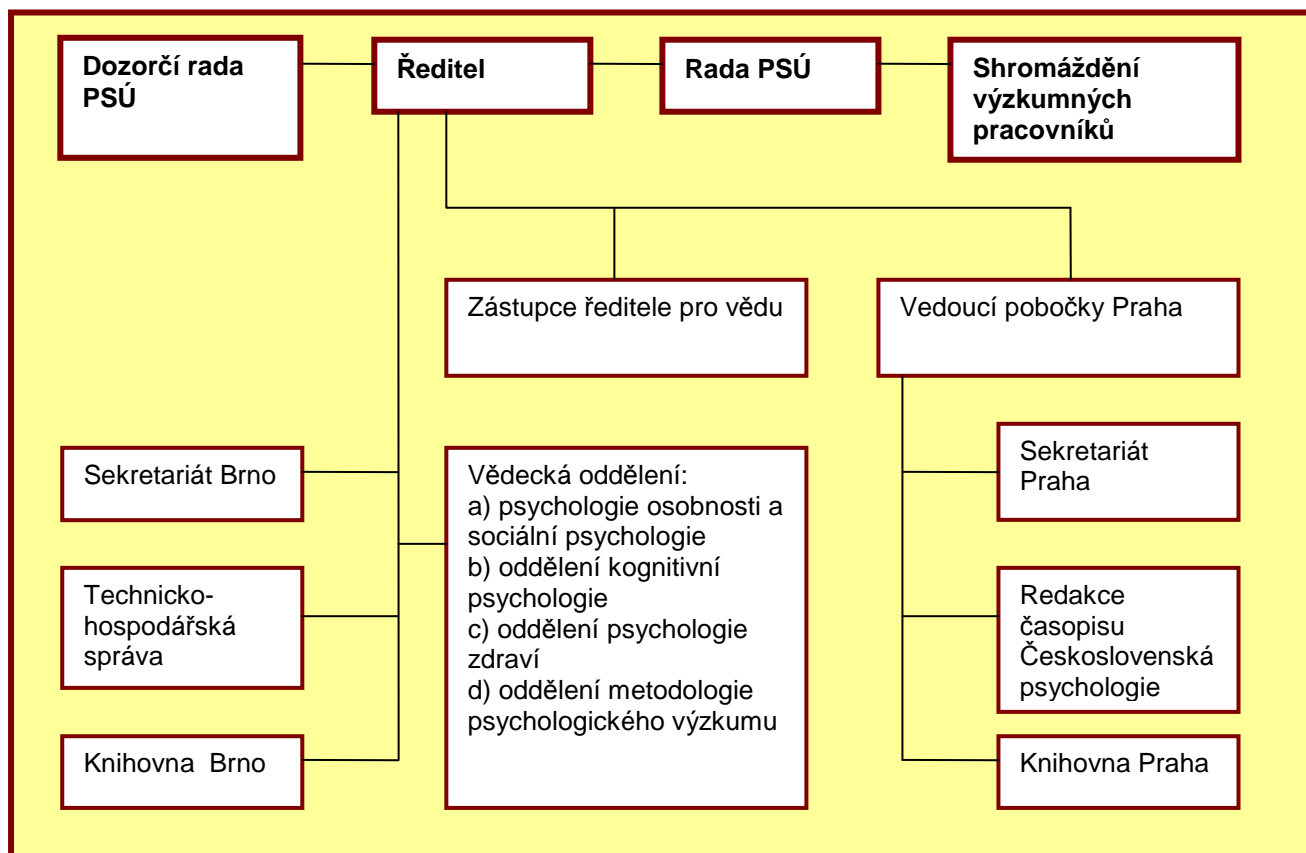 Dozorčí rada
PSÚ
Ředitel
Rada PSÚ
Shromáždění
výzkumných
pracovníků
Zástupce ředitele pro vědu
Vedoucí pobočky Praha
Sekretariát Brno
Vědecká oddělení:
a) psychologie osobnosti a
sociální psychologie
b) oddělení kognitivní
psychologie
c) oddělení psychologie
zdraví
d) oddělení metodologie
psychologického výzkumu
Sekretariát
Praha
Technicko-
hospodářská
správa
Redakce
časopisu
Československá
psychologie
Knihovna Brno
Knihovna Praha